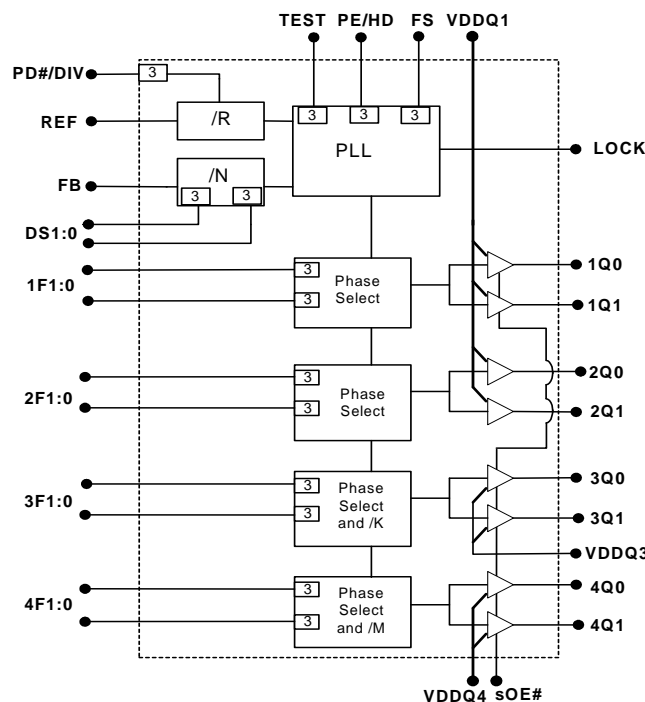 TEST PE/HD FS VDDQ1
PD#/DIV
3
REF
/R
3 3 3
PLL
LOCK
FB
/N
3 3
DS1:0
1F1:0
3
3
Phase
Select
1Q0
1Q1
2F1:0
3
3
Phase
Select
2Q0
2Q1
3F1:0
3
3
Phase
Select
and /K
3Q0
3Q1
VDDQ3
4F1:0
3
3
Phase
Select
and /M
4Q0
4Q1
VDDQ4 sOE#